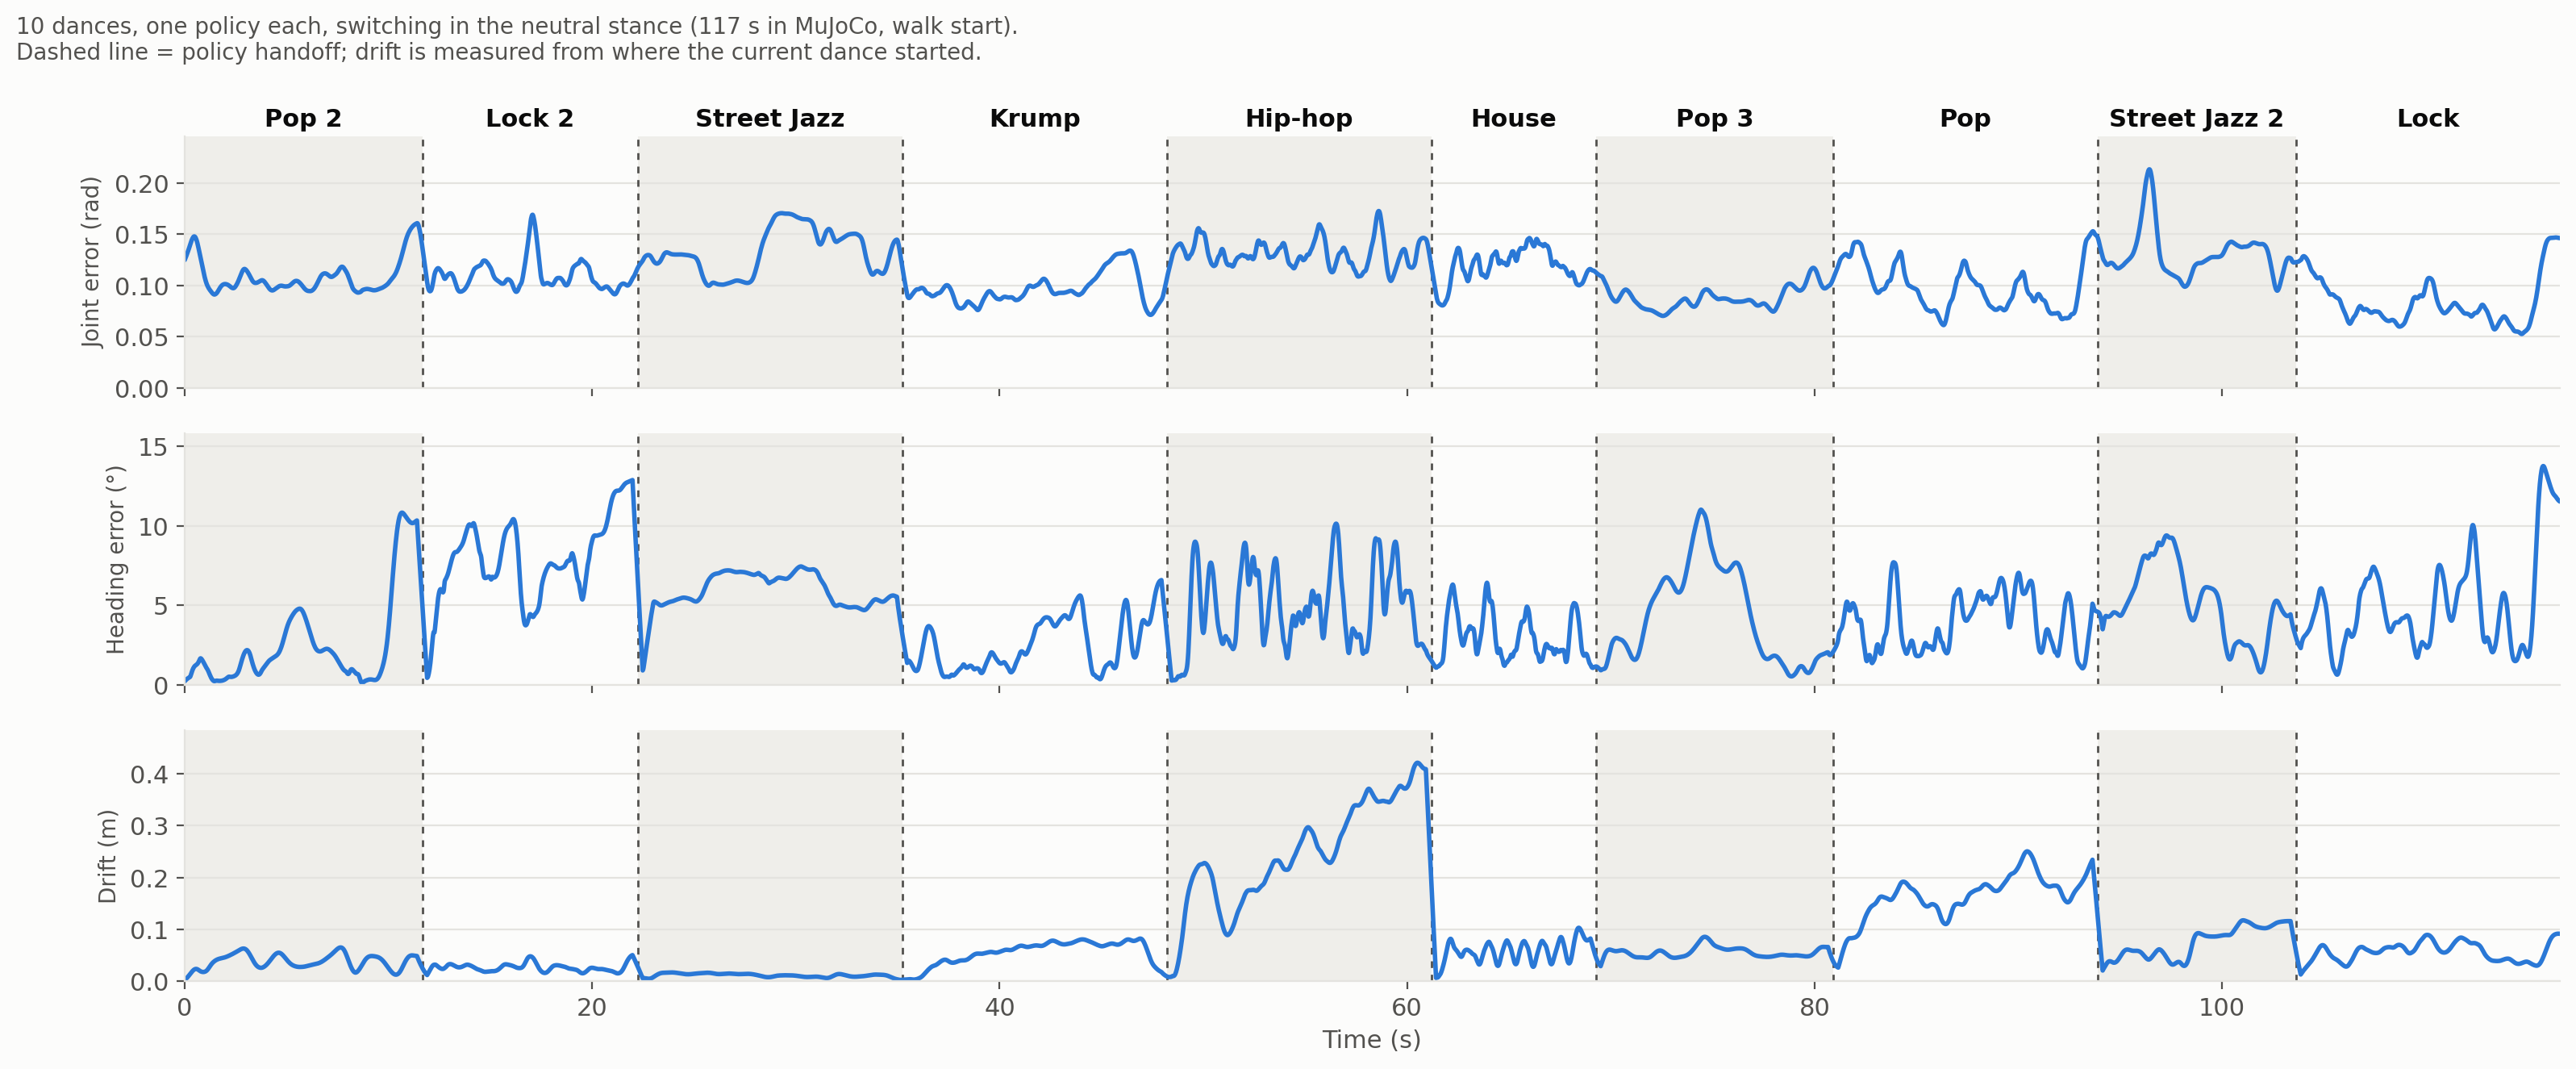 10 dances, one policy each, switching in the neutral stance (117 s in MuJoCo, walk start).
Dashed line = policy handoff; drift is measured from where the current dance started.
Pop 2 Lock 2 Street Jazz Krump Hip-hop House Pop 3 Pop Street Jazz 2 Lock
Joint error (rad)
0.20
0.15
0.10
0.05
0.00
Heading error (°)
15
10
5
0
Drift (m)
0.4
0.3
0.2
0.1
0.0
0 20 40 60 80 100
Time (s)